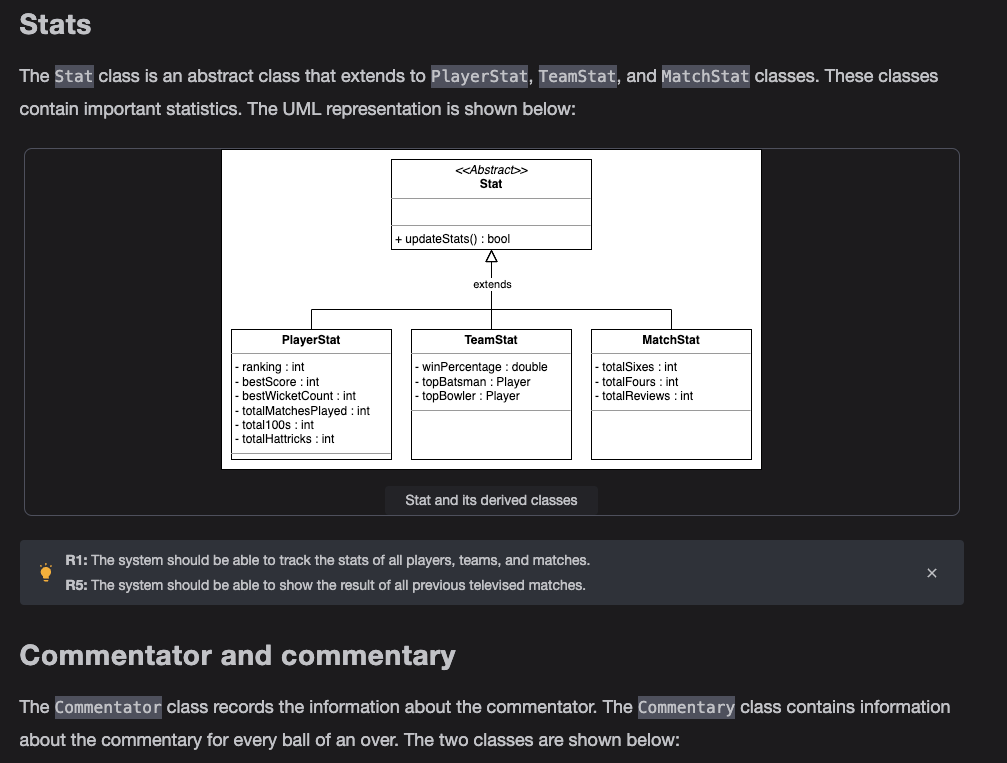 Stats
The Stat class is an abstract class that extends to PlayerStat, TeamStat, and MatchStat classes. These classes
contain important statistics. The UML representation is shown below:
<<Abstract>>
Stat
+ updateStats() : bool
extends
PlayerStat
- ranking : int
- bestScore : int
- bestWicketCount : int
- totalMatchesPlayed : int
- total100s : int
- totalHattricks : int
TeamStat
- winPercentage : double
- topBatsman : Player
- topBowler : Player
MatchStat
- totalSixes : int
- totalFours : int
- totalReviews : int
Stat and its derived classes
R1: The system should be able to track the stats of all players, teams, and matches.
R5: The system should be able to show the result of all previous televised matches.
Commentator and commentary
The Commentator class records the information about the commentator. The Commentary class contains information
about the commentary for every ball of an over. The two classes are shown below: